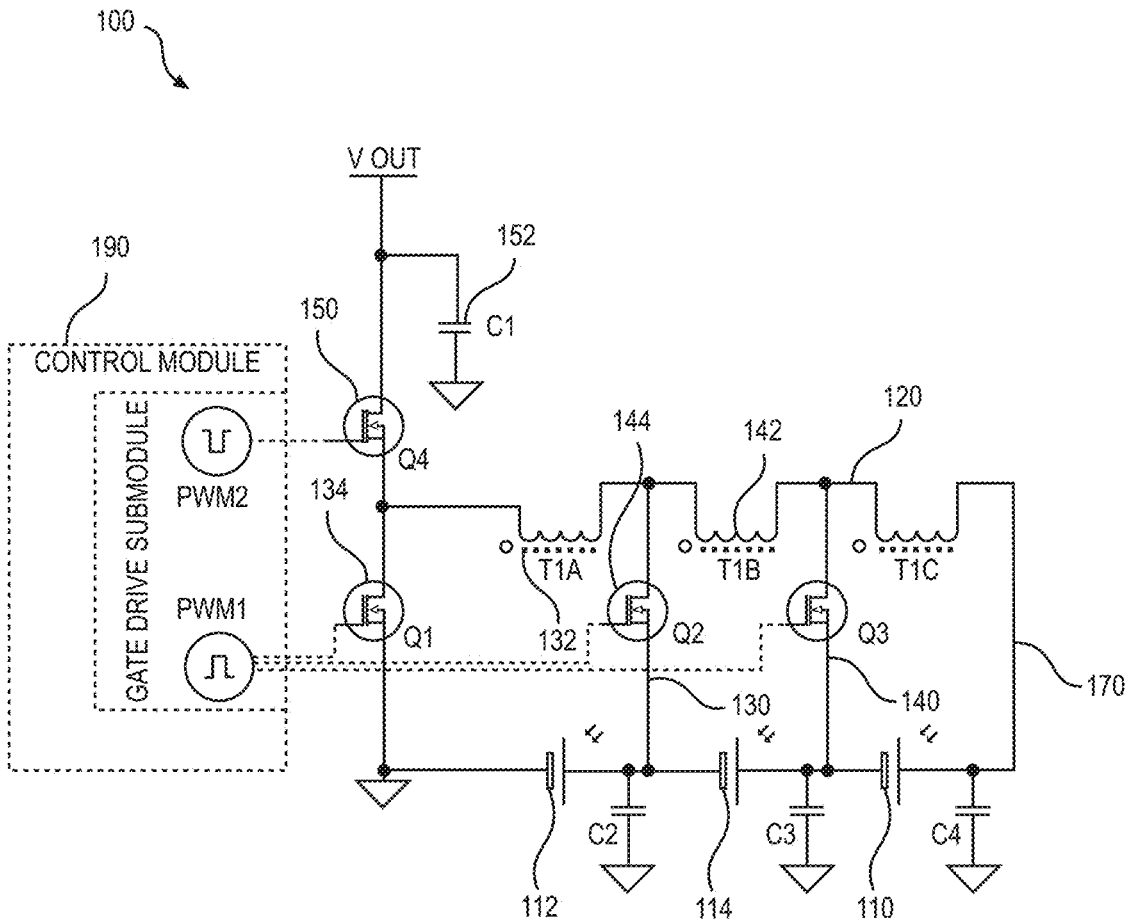 100
V OUT
190
152
150
C1
CONTROL MODULE
GATE DRIVE SUBMODULE
144
142
120
Q4
PWM2
134
T1A
T1B
T1C
PWM1
Q1
132
Q2
Q3
130
140
170
C2
C3
C4
112
114
110